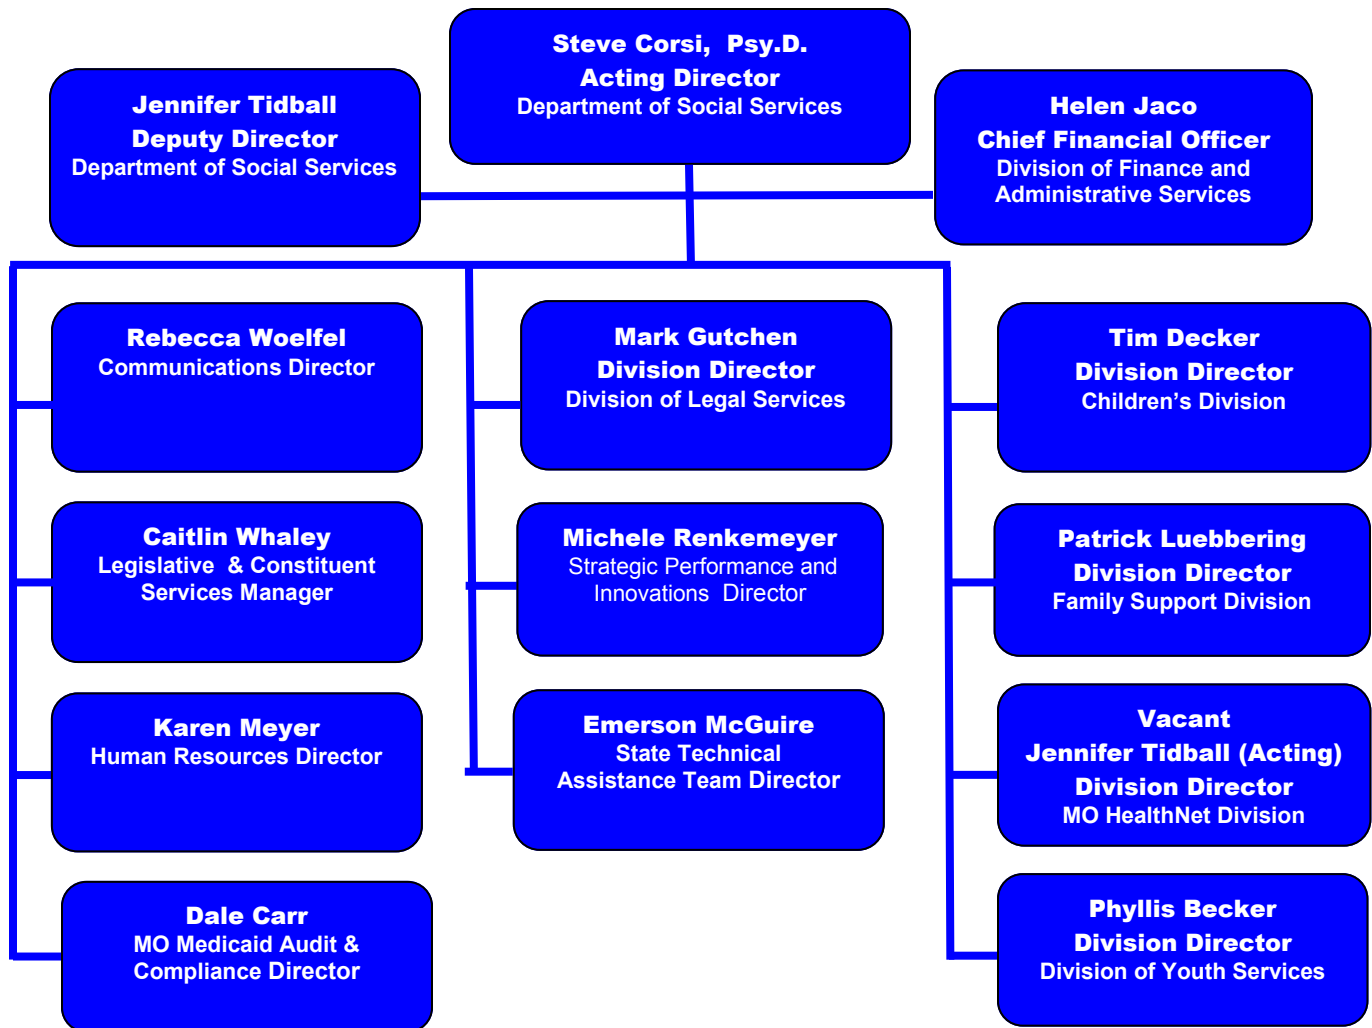 Steve Corsi,  Psy.D.
Acting Director
Department of Social Services
Jennifer Tidball
Deputy Director
Department of Social Services
Helen Jaco
Chief Financial Officer
Division of Finance and
Administrative Services
Rebecca Woelfel
Communications Director
Caitlin Whaley
Legislative  & Constituent
Services Manager
Karen Meyer
Human Resources Director
Dale Carr
MO Medicaid Audit &
Compliance Director
Mark Gutchen
Division Director
Division of Legal Services
Michele Renkemeyer
Strategic Performance and
Innovations  Director
Emerson McGuire
State Technical
Assistance Team Director
Tim Decker
Division Director
Children’s Division
Patrick Luebbering
Division Director
Family Support Division
Vacant
Jennifer Tidball (Acting)
Division Director
MO HealthNet Division
Phyllis Becker
Division Director
Division of Youth Services